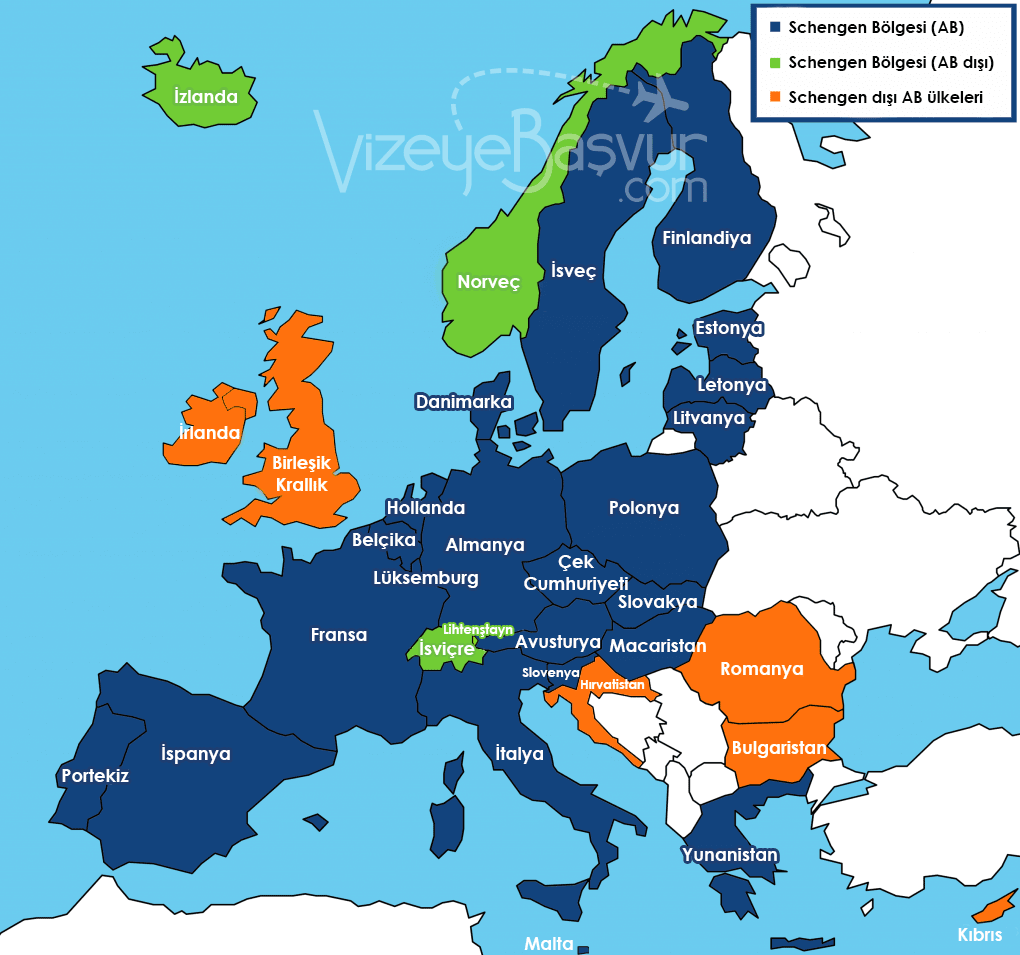 Schengen Bölgesi (AB)
Schengen Bölgesi (AB dışı)
Schengen dışı AB ülkeleri
İzlanda
VizeyeBaşvur
.com
Finlandiya
İsveç
Norveç
Estonya
Letonya
Danimarka
Litvanya
İrlanda
Birleşik
Krallık
Hollanda
Polonya
Belçika
Almanya
Çek
Cumhuriyeti
Lüksemburg
Slovakya
Fransa
Lihtenştayn
İsviçre
Avusturya
Macaristan
Slovenya
Hırvatistan
Romanya
Bulgaristan
İspanya
İtalya
Portekiz
Yunanistan
Kıbrıs
Malta